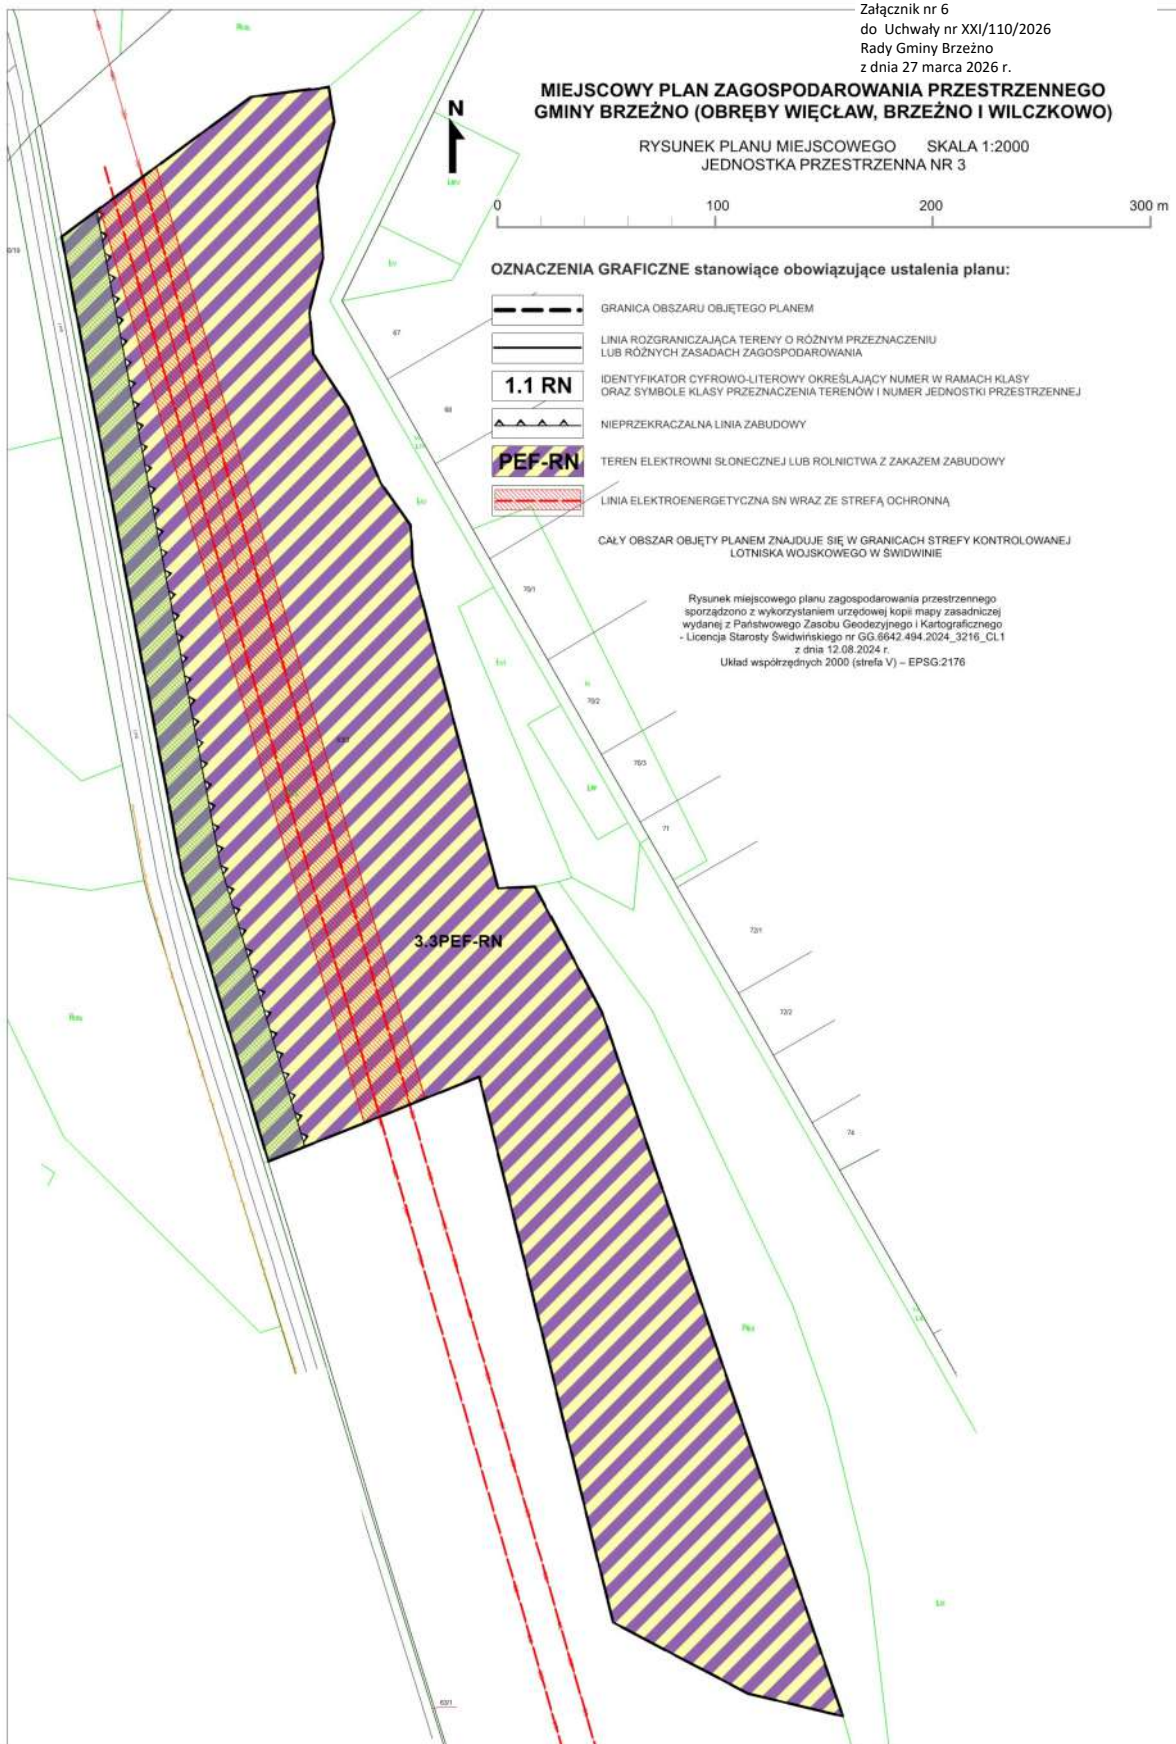 Załącznik nr 6
do Uchwały nr XXI/110/2026
Rady Gminy Brzeżno
z dnia 27 marca 2026 r.
MIEJSCOWY PLAN ZAGOSPODAROWANIA PRZESTRZENNEGO
GMINY BRZEŻNO (OBRĘBY WIĘCŁAW, BRZEŻNO I WILCZKOWO)
RYSUNEK PLANU MIEJSCOWEGO SKALA 1:2000
JEDNOSTKA PRZESTRZENNA NR 3
N
0 100 200 300 m
OZNACZENIA GRAFICZNE stanowiące obowiązujące ustalenia planu:
GRANICA OBSZARU OBJĘTEGO PLANEM
LINIA ROZGRANICZAJĄCA TERENY O RÓŻNYM PRZEZNACZENIU
LUB RÓŻNYCH ZASADACH ZAGOSPODAROWANIA
1.1 RN
IDENTYFIKATOR CYFROWO-LITEROWY OKREŚLAJĄCY NUMER W RAMACH KLASY
ORAZ SYMBOLE KLASY PRZEZNACZENIA TERENÓW I NUMER JEDNOSTKI PRZESTRZENNEJ
NIEPRZEKRACZALNA LINIA ZABUDOWY
PEF-RN
TEREN ELEKTROWNI SŁONECZNEJ LUB ROLNICTWA Z ZAKAZEM ZABUDOWY
LINIA ELEKTROENERGETYCZNA SN WRAZ ZE STREFĄ OCHRONNĄ
CAŁY OBSZAR OBJĘTY PLANEM ZNAJDUJE SIĘ W GRANICACH STREFY KONTROLOWANEJ
LOTNISKA WOJSKOWEGO W ŚWIDWINIE
Rysunek miejscowego planu zagospodarowania przestrzennego
sporządzono z wykorzystaniem urzędowej kopii mapy zasadniczej
wydanej z Państwowego Zasobu Geodezyjnego i Kartograficznego
- Licencja Starosty Świdwińskiego nr GG.6642.494.2024_3216_CL1
z dnia 12.08.2024 r.
Układ współrzędnych 2000 (strefa V) – EPSG:2176
67
68
70/1
70/2
70/3
71
72/1
72/2
74
3.3PEF-RN
63/1